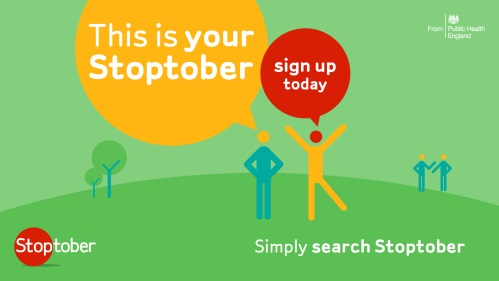 This is your
Stoptober
sign up
today
From Public Health
England
Stoptober
Simply search Stoptober